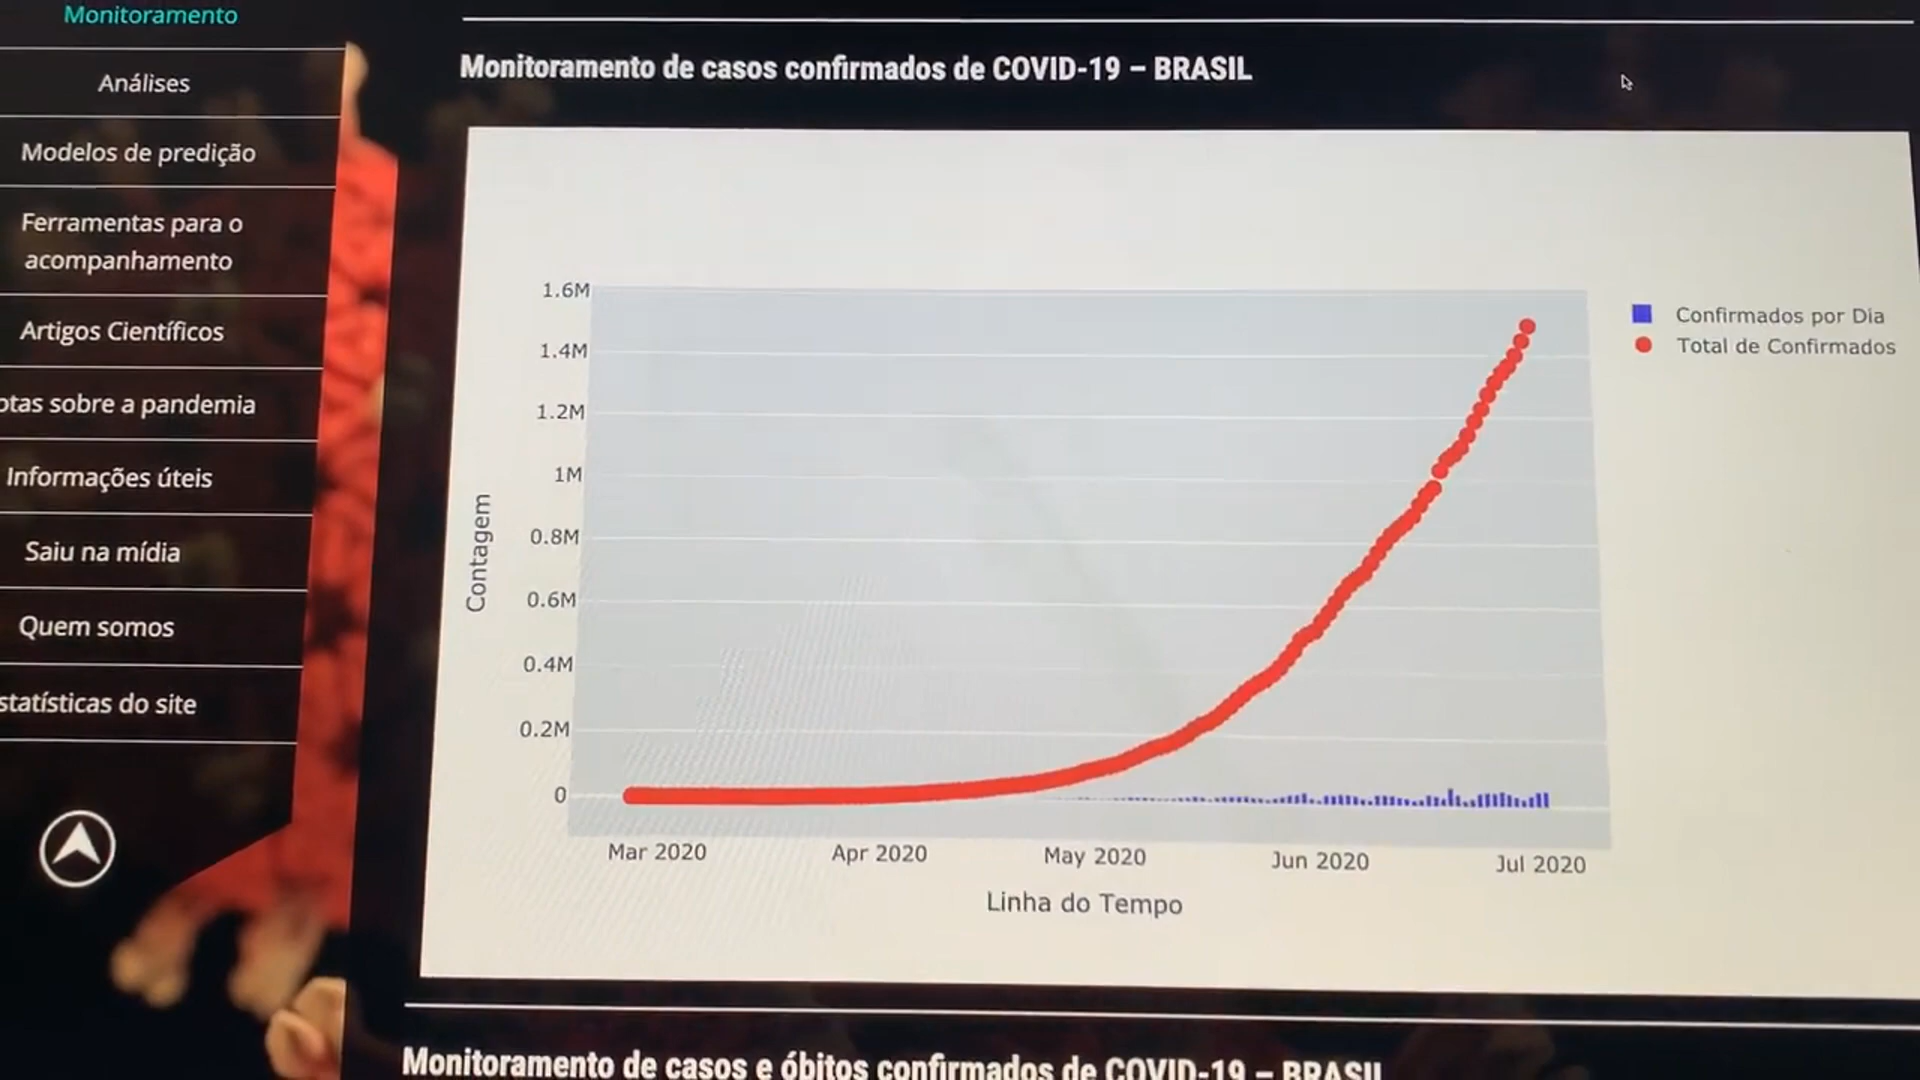 Monitoramento
Análises
Modelos de predição
Ferramentas para o
acompanhamento
Artigos Científicos
otas sobre a pandemia
Informações úteis
Saiu na mídia
Quem somos
statísticas do site
Monitoramento de casos confirmados de COVID-19 – BRASIL
1.6M
1.4M
1.2M
1M
0.8M
0.6M
0.4M
0.2M
0
Contagem
Mar 2020
Apr 2020
May 2020
Jun 2020
Jul 2020
Linha do Tempo
Confirmados por Dia
Total de Confirmados
Monitoramento de casos e óbitos confirmados de COVID-19 – BRASIL